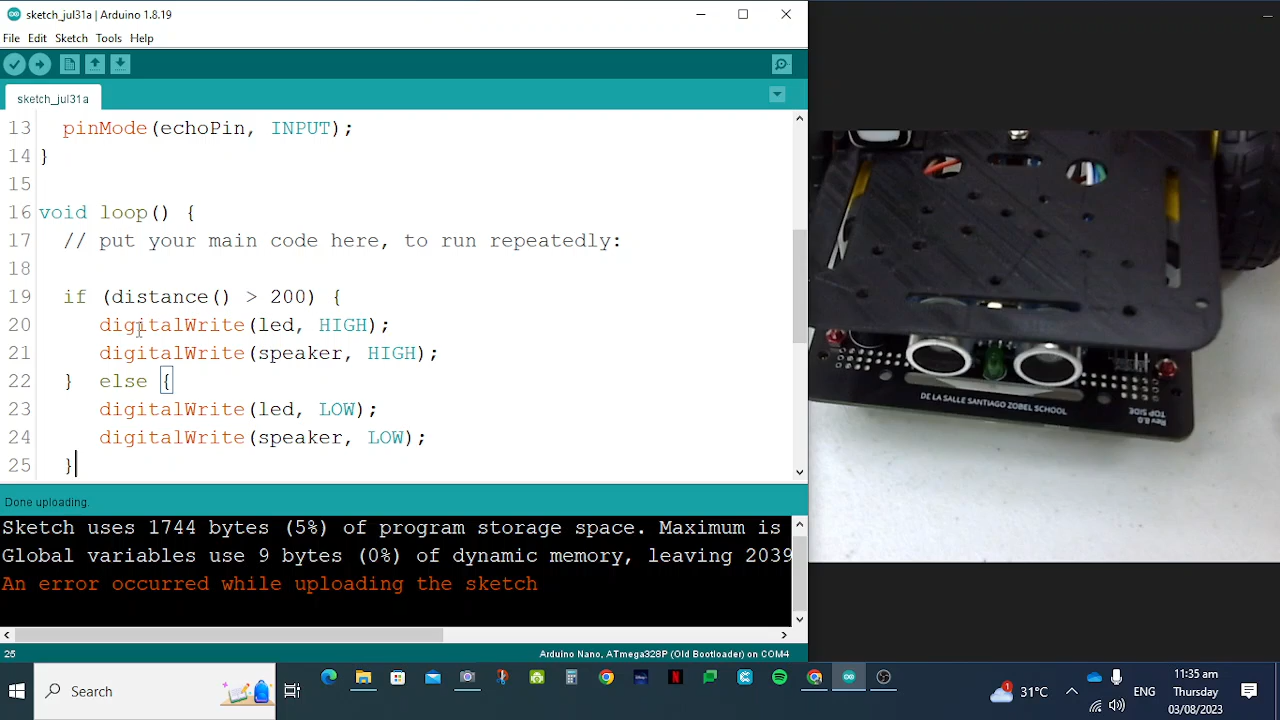 sketch_jul31a | Arduino 1.8.19
File Edit Sketch Tools Help
sketch_jul31a
13 pinMode(echoPin, INPUT);
14 }
15
16 void loop() {
17 // put your main code here, to run repeatedly:
18
19 if (distance() > 200) {
20 digitalWrite(led, HIGH);
21 digitalWrite(speaker, HIGH);
22 } else {
23 digitalWrite(led, LOW);
24 digitalWrite(speaker, LOW);
25 }
Done uploading.
Sketch uses 1744 bytes (5%) of program storage space. Maximum is
Global variables use 9 bytes (0%) of dynamic memory, leaving 2039
An error occurred while uploading the sketch
25 Arduino Nano, ATmega328P (Old Bootloader) on COM4
DE LA SALLE SANTIAGO ZOBEL SCHOOL
Rev 8.0
TOP SIDE
Search
1
31°C
ENG
11:35 am
Thursday
03/08/2023